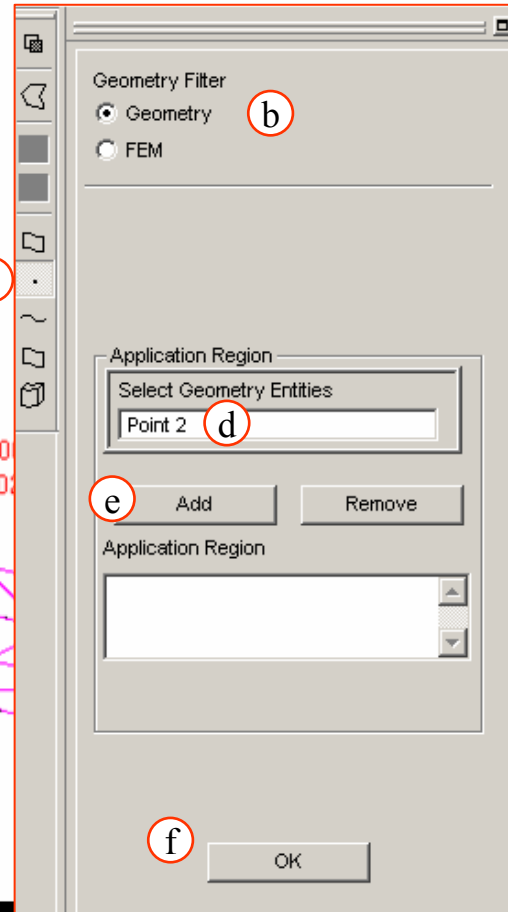 Geometry Filter
Geometry b
FEM
Application Region
Select Geometry Entities
Point 2 d
e Add Remove
Application Region
f OK